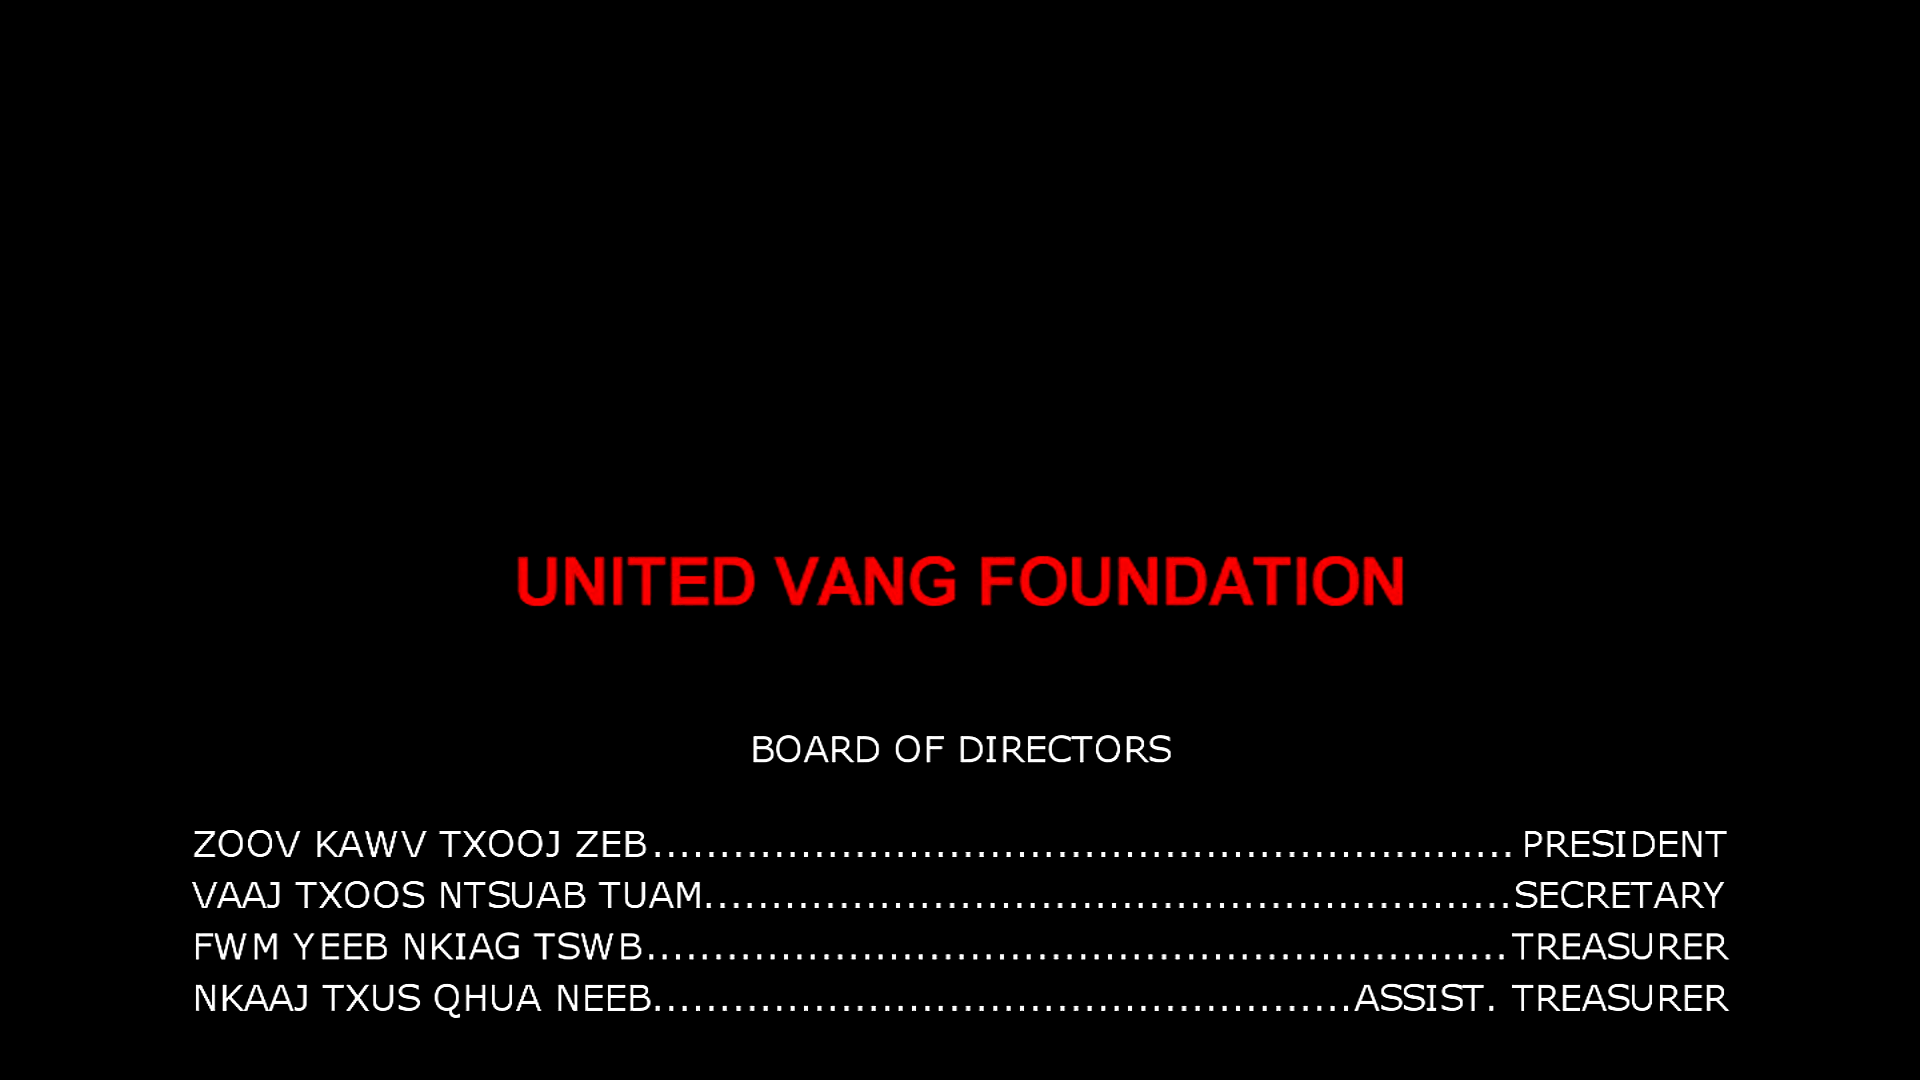 UNITED VANG FOUNDATION
BOARD OF DIRECTORS
ZOOV KAWV TXOOJ ZEB................................................................PRESIDENT
VAAJ TXOOS NTSUAB TUAM............................................................SECRETARY
FWM YEEB NKIAG TSWB................................................................TREASURER
NKAAJ TXUS QHUA NEEB....................................................ASSIST. TREASURER